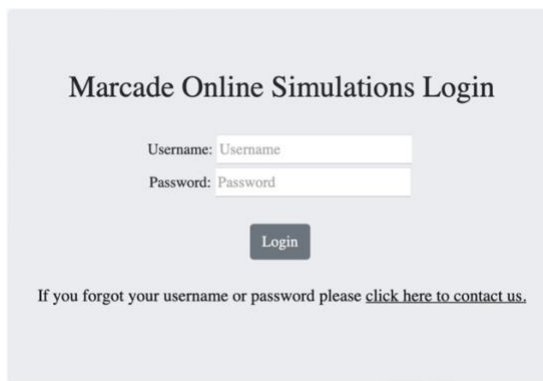 Marcade Online Simulations Login
Username: Username
Password: Password
Login
If you forgot your username or password please click here to contact us.